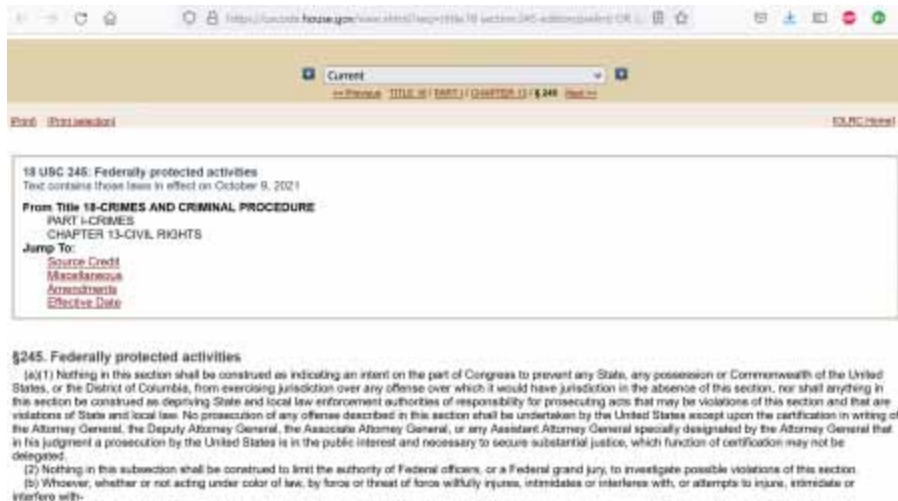 house.gov
Current
<< Previous TITLE 18 / PART I / CHAPTER 13 / § 245 Next >>
[Print] [Print selection] [OLRC Home]
18 USC 245: Federally protected activities
Text contains those laws in effect on October 9, 2021
From Title 18-CRIMES AND CRIMINAL PROCEDURE
PART I-CRIMES
CHAPTER 13-CIVIL RIGHTS
Jump To:
Source Credit
Miscellaneous
Amendments
Effective Date
§245. Federally protected activities
(a)(1) Nothing in this section shall be construed as indicating an intent on the part of Congress to prevent any State, any possession or Commonwealth of the United
States, or the District of Columbia, from exercising jurisdiction over any offense over which it would have jurisdiction in the absence of this section, nor shall anything in
this section be construed as depriving State and local law enforcement authorities of responsibility for prosecuting acts that may be violations of this section and that are
violations of State and local law. No prosecution of any offense described in this section shall be undertaken by the United States except upon the certification in writing of
the Attorney General, the Deputy Attorney General, the Associate Attorney General, or any Assistant Attorney General specially designated by the Attorney General that
in his judgment a prosecution by the United States is in the public interest and necessary to secure substantial justice, which function of certification may not be
delegated.
(2) Nothing in this subsection shall be construed to limit the authority of Federal officers, or a Federal grand jury, to investigate possible violations of this section.
(b) Whoever, whether or not acting under color of law, by force or threat of force willfully injures, intimidates or interferes with, or attempts to injure, intimidate or
interfere with-